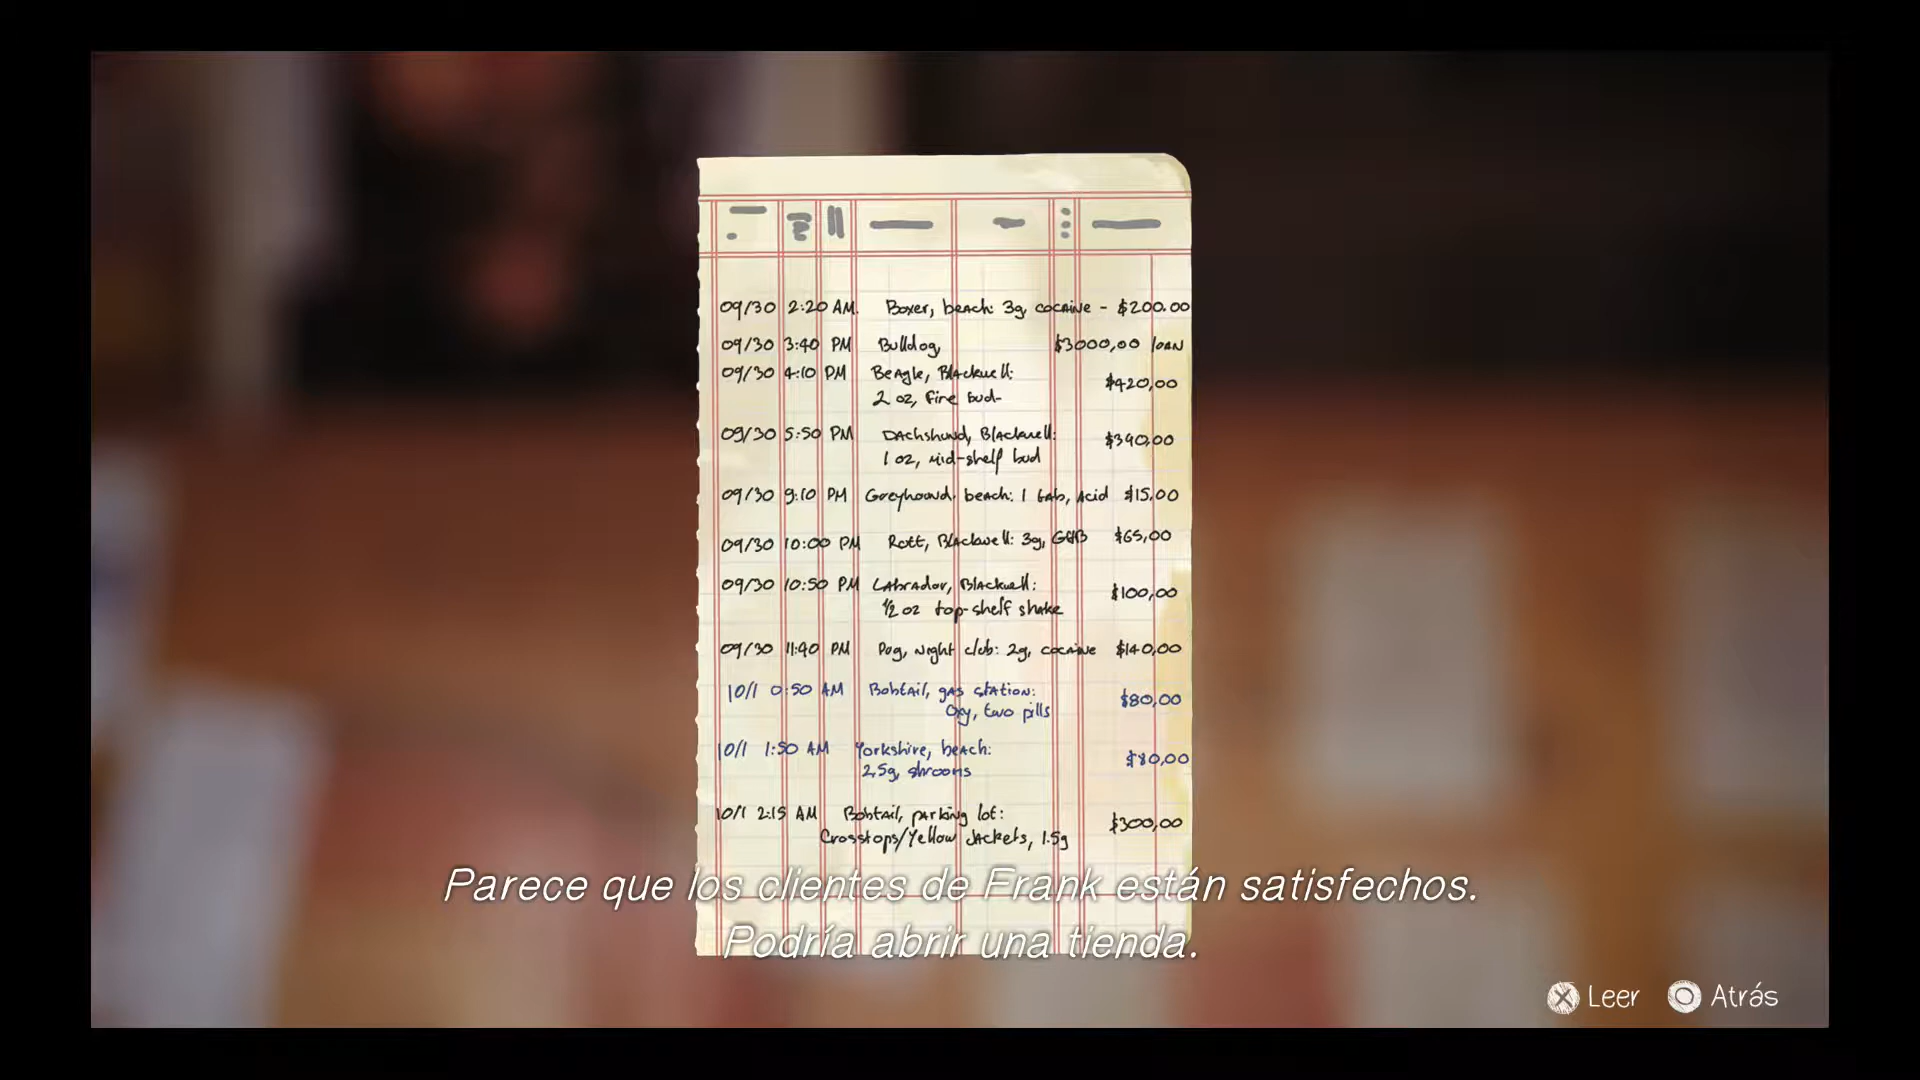 09/30 2:20 AM. Boxer, beach: 3g, cocaine - $200.00
09/30 3:40 PM Bulldog, $3000,00 loan
09/30 4:10 PM Beagle, Blackwell:
2 oz, fire bud- $420,00
09/30 5:50 PM Dachshund, Blackwell: $340,00
1 oz, mid-shelf bud
09/30 9:10 PM Greyhound, beach: 1 tab, acid $15.00
09/30 10:00 PM Rott, Blackwell: 3g, GHB $65,00
09/30 10:50 PM Labrador, Blackwell: $100,00
1/2 oz top-shelf shake
09/30 11:40 PM Pug, night club: 2g, cocaine $140,00
10/1 0:50 AM Bobtail, gas station: $80,00
Oxy, two pills
10/1 1:50 AM Yorkshire, beach: $80,00
2,5g, shrooms
10/1 2:15 AM Bobtail, parking lot: $300,00
Crosstops/Yellow Jackets, 1.5g
Parece que los clientes de Frank están satisfechos.
Podría abrir una tienda.
Leer Atrás